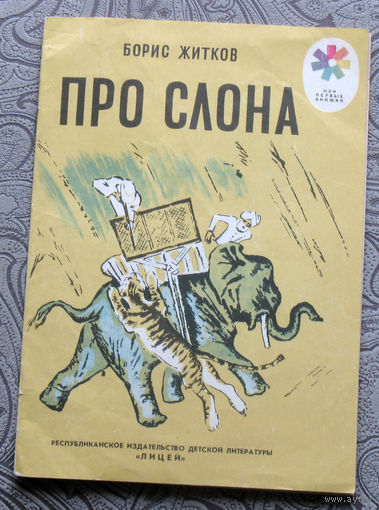 БОРИС ЖИТКОВ
ПРО СЛОНА
МОИ
ПЕРВЫЕ
КНИЖКИ
РЕСПУБЛИКАНСКОЕ ИЗДАТЕЛЬСТВО ДЕТСКОЙ ЛИТЕРАТУРЫ
«ЛИЦЕЙ»